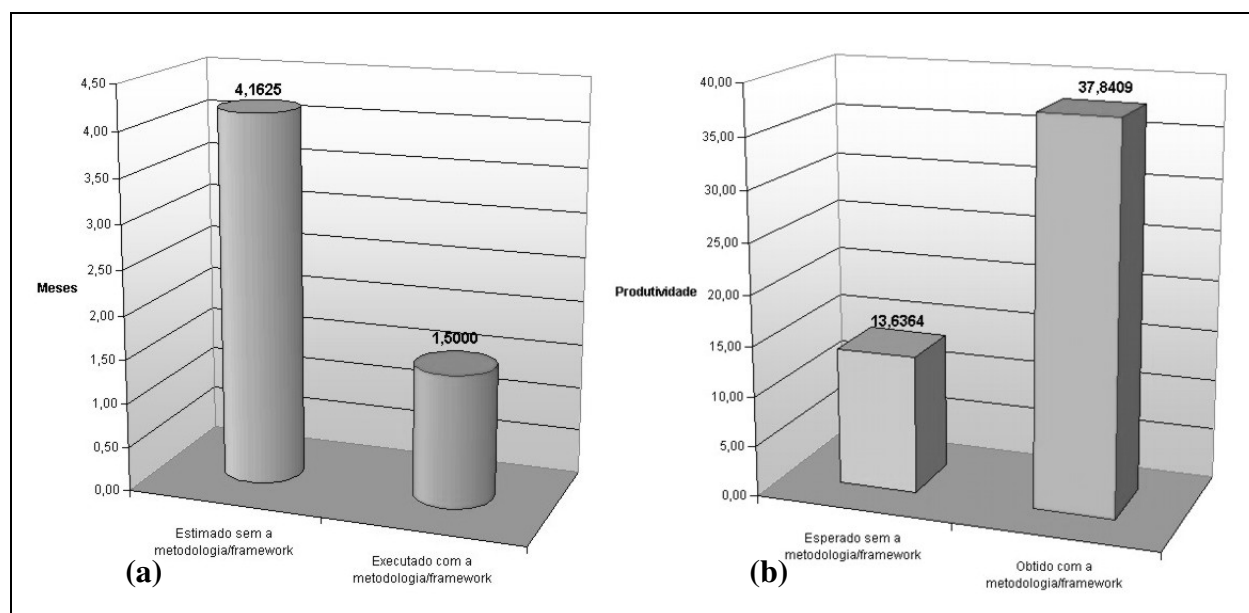 4,50
4,00
3,50
3,00
2,50
2,00
1,50
1,00
0,50
0,00
Meses
4,1625
1,5000
Estimado sem a
metodologia/framework
Executado com a
metodologia/framework
(a)
40,00
35,00
30,00
25,00
20,00
15,00
10,00
5,00
0,00
Produtividade
13,6364
37,8409
Esperado sem a
metodologia/framework
Obtido com a
metodologia/framework
(b)